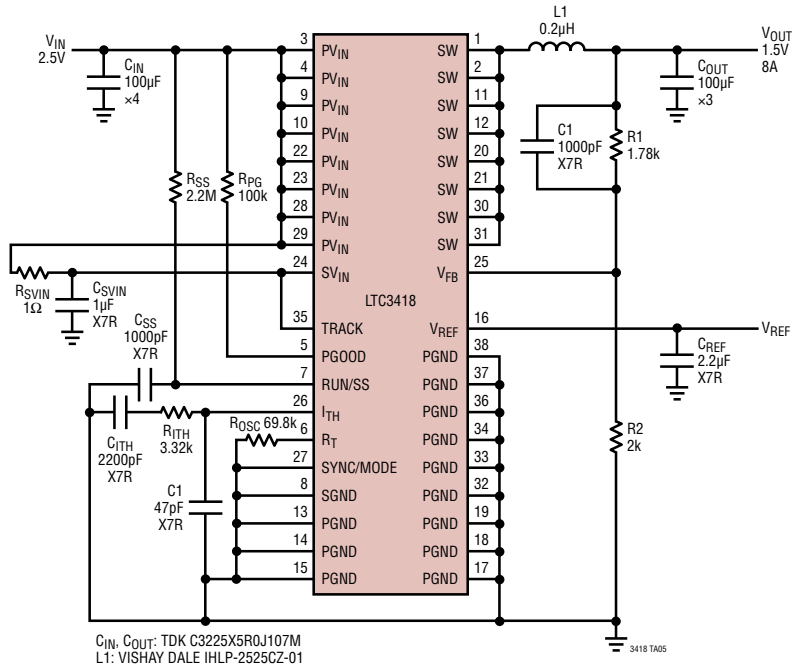 L1
0.2µH
VIN
2.5V
VOUT
1.5V
8A
CIN
100µF
×4
COUT
100µF
×3
C1
1000pF
X7R
R1
1.78k
RSS
2.2M
RPG
100k
3 PVIN SW 1
4 PVIN SW 2
9 PVIN SW 11
10 PVIN SW 12
22 PVIN SW 20
23 PVIN SW 21
28 PVIN SW 30
29 PVIN SW 31
24 SVIN VFB 25
LTC3418
35 TRACK VREF 16
5 PGOOD PGND 38
7 RUN/SS PGND 37
26 ITH PGND 36
6 RT PGND 34
27 SYNC/MODE PGND 33
8 SGND PGND 32
13 PGND PGND 19
14 PGND PGND 18
15 PGND PGND 17
RSVIN
1Ω
CSVIN
1µF
X7R
CSS
1000pF
X7R
VREF
CREF
2.2µF
X7R
ROSC 69.8k
RITH
3.32k
CITH
2200pF
X7R
C1
47pF
X7R
R2
2k
3418 TA05
CIN, COUT: TDK C3225X5R0J107M
L1: VISHAY DALE IHLP-2525CZ-01